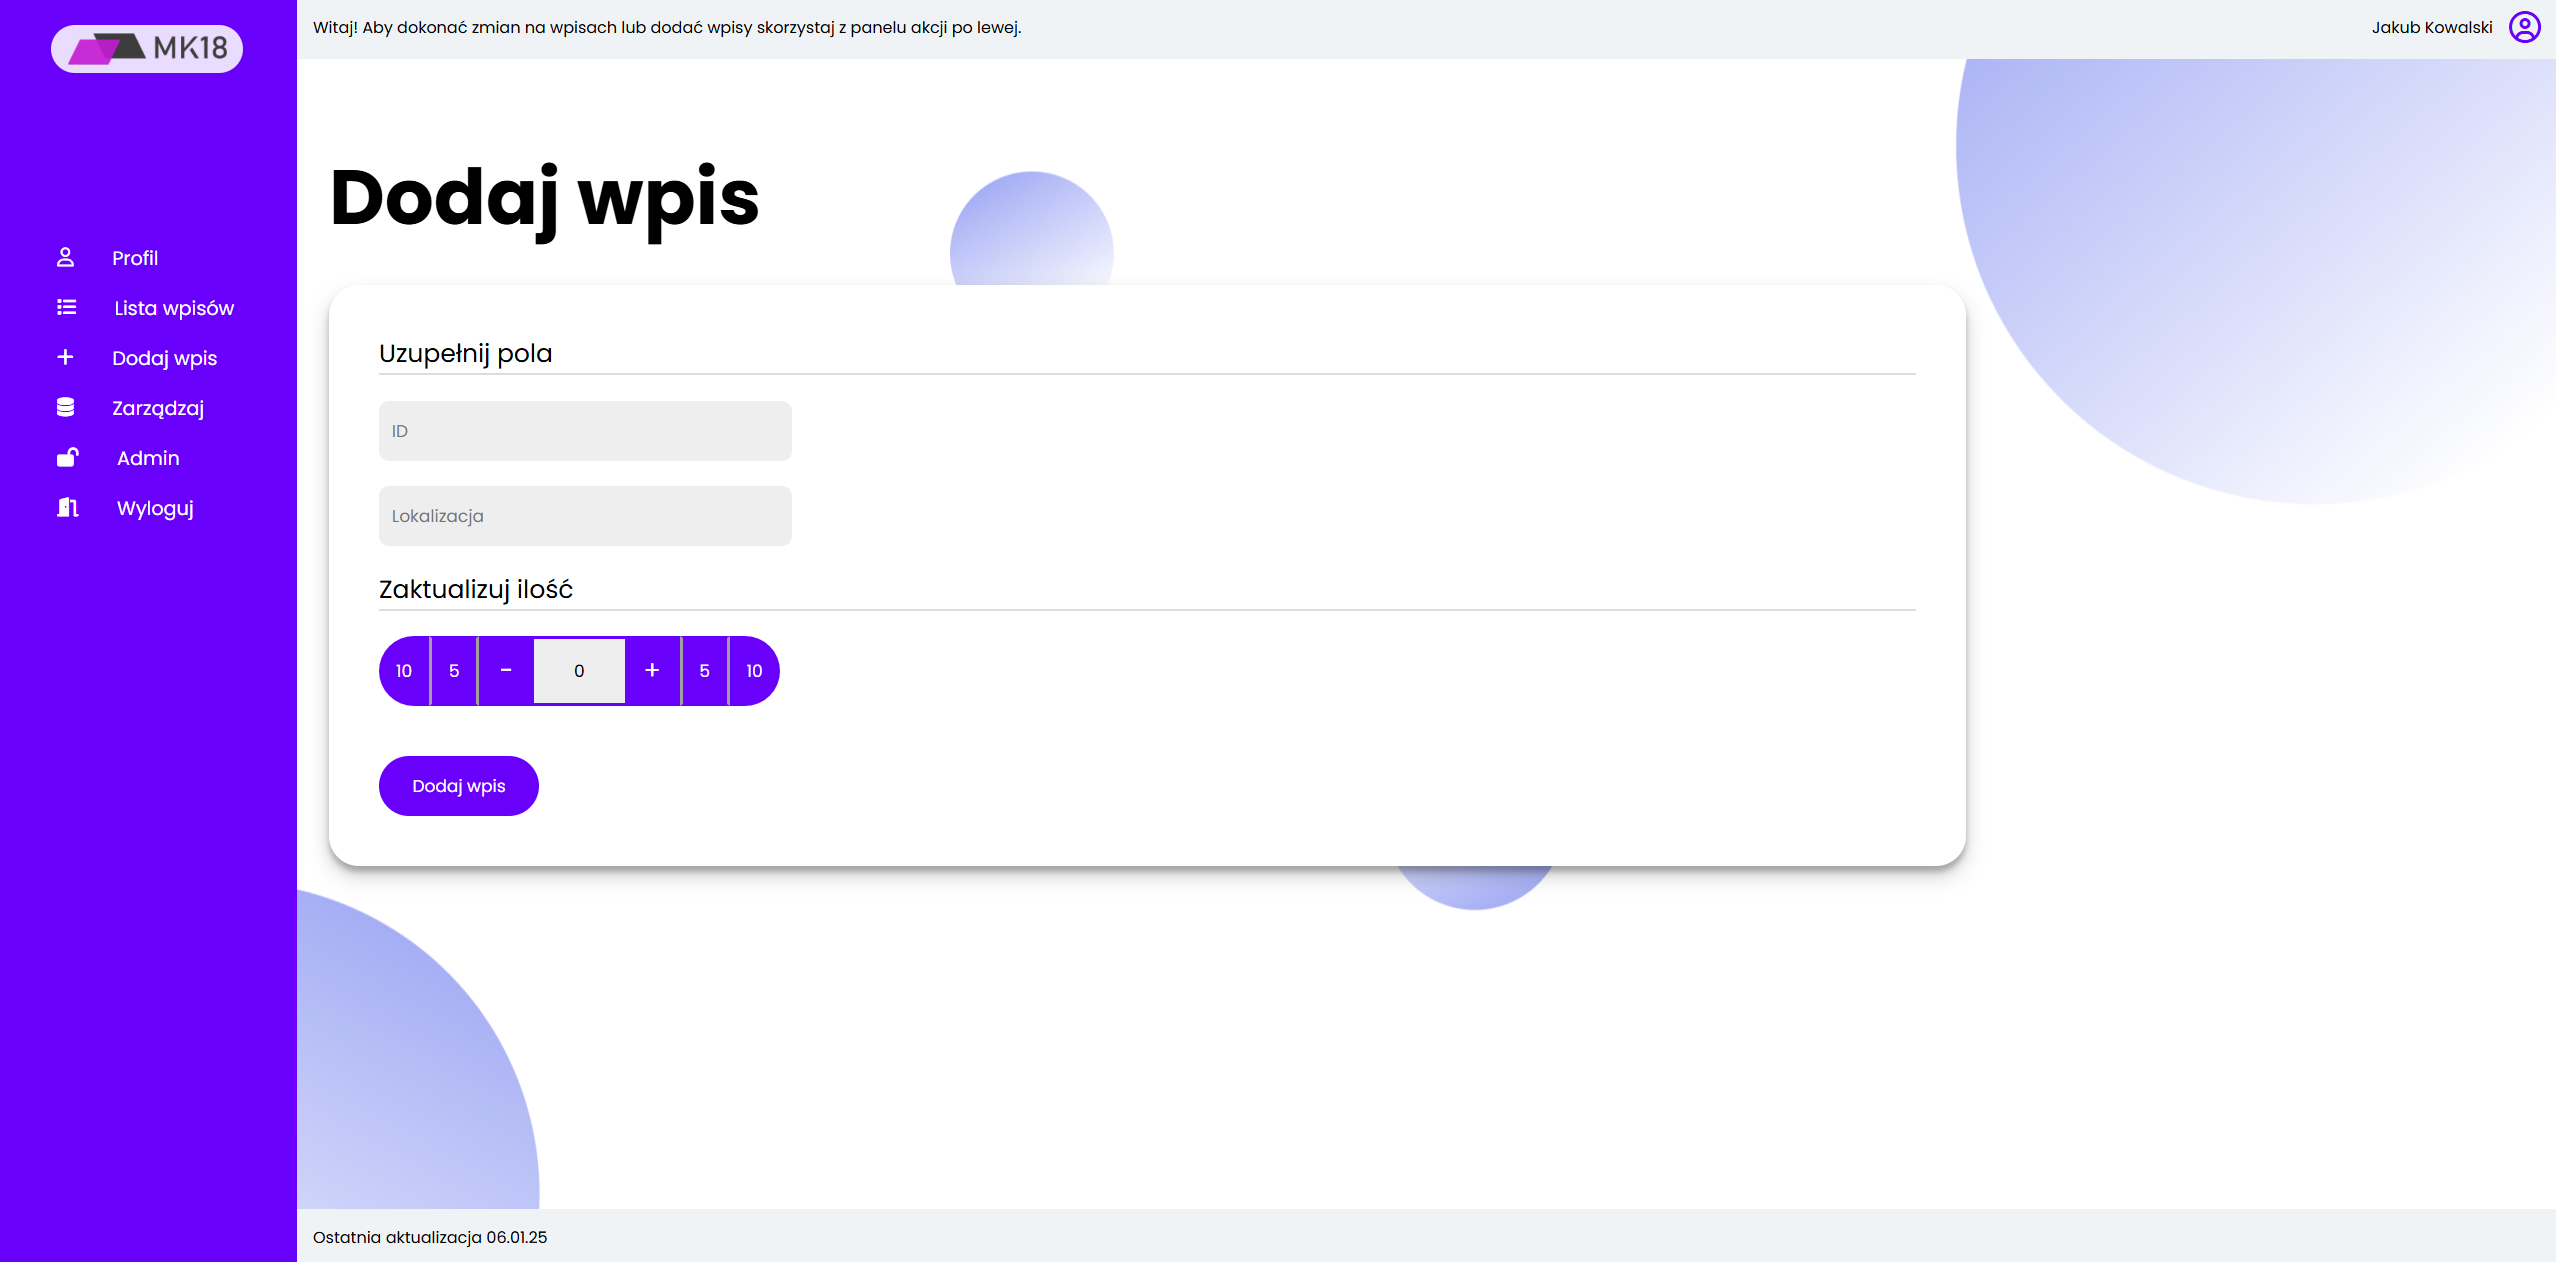 MK18
Witaj! Aby dokonać zmian na wpisach lub dodać wpisy skorzystaj z panelu akcji po lewej.
Jakub Kowalski
Profil
Lista wpisów
Dodaj wpis
Zarządzaj
Admin
Wyloguj
Dodaj wpis
Uzupełnij pola
ID
Lokalizacja
Zaktualizuj ilość
10 5 - 0 + 5 10
Dodaj wpis
Ostatnia aktualizacja 06.01.25